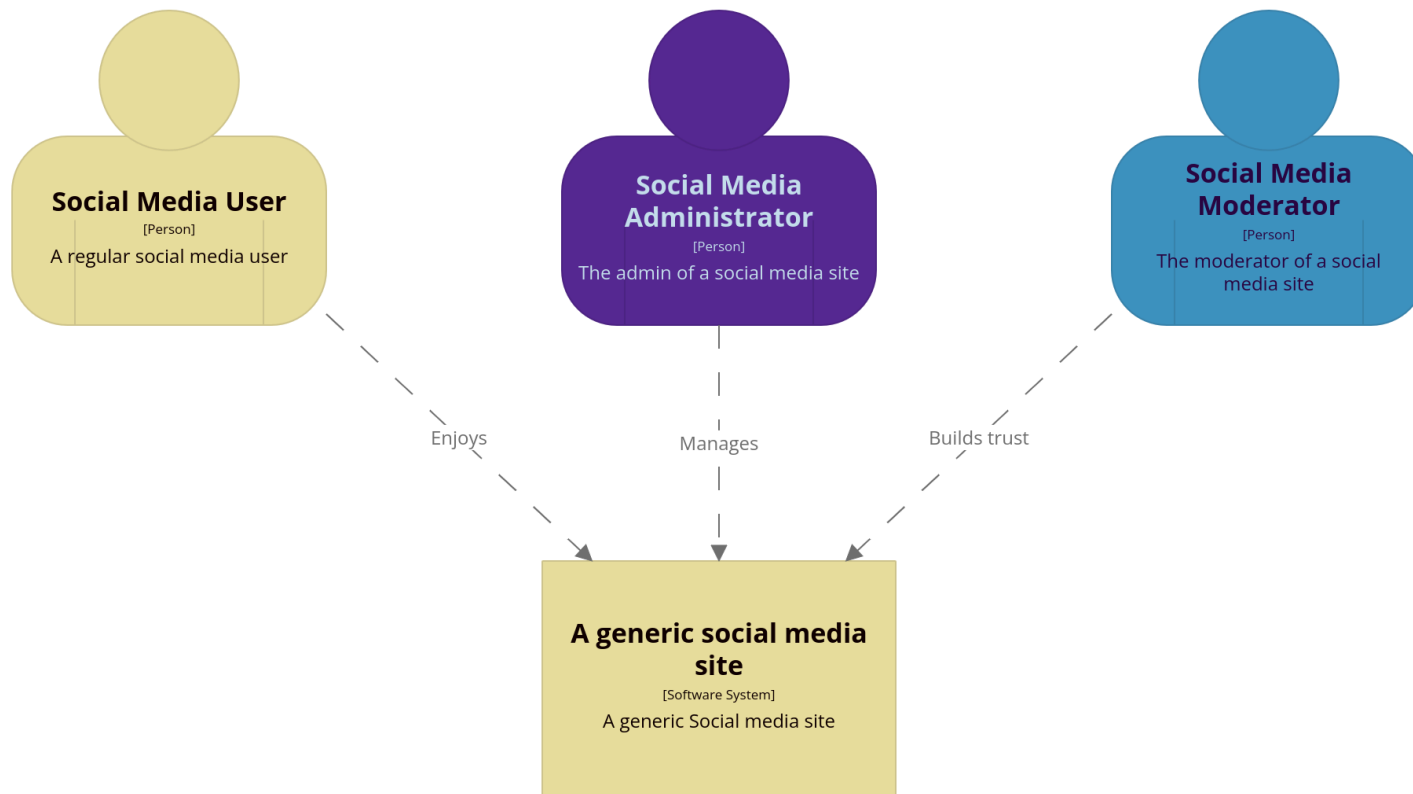 Social Media User
[Person]
A regular social media user
Social Media
Administrator
[Person]
The admin of a social media site
Social Media
Moderator
[Person]
The moderator of a social
media site
Enjoys
Manages
Builds trust
A generic social media
site
[Software System]
A generic Social media site